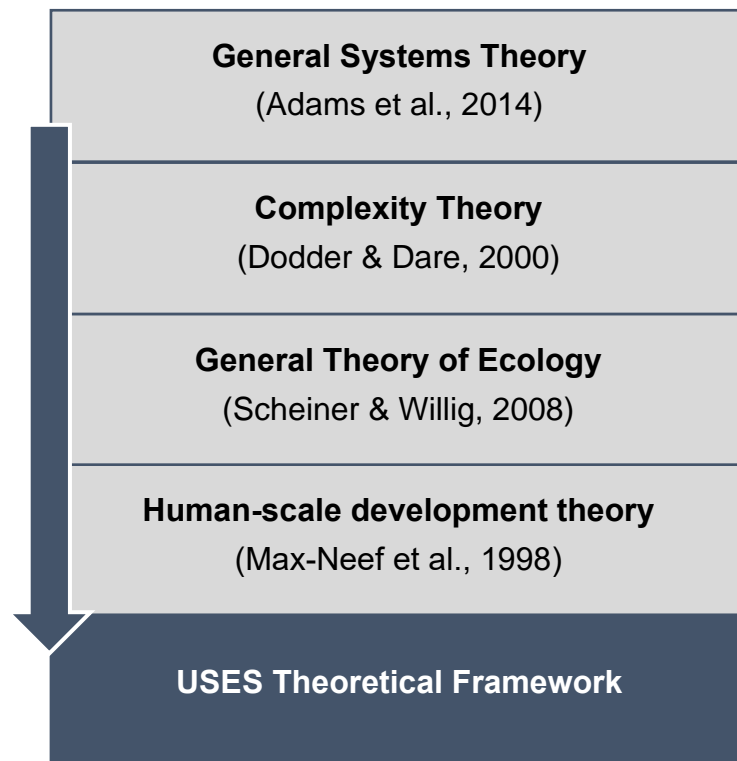 General Systems Theory
(Adams et al., 2014)
Complexity Theory
(Dodder & Dare, 2000)
General Theory of Ecology
(Scheiner & Willig, 2008)
Human-scale development theory
(Max-Neef et al., 1998)
USES Theoretical Framework